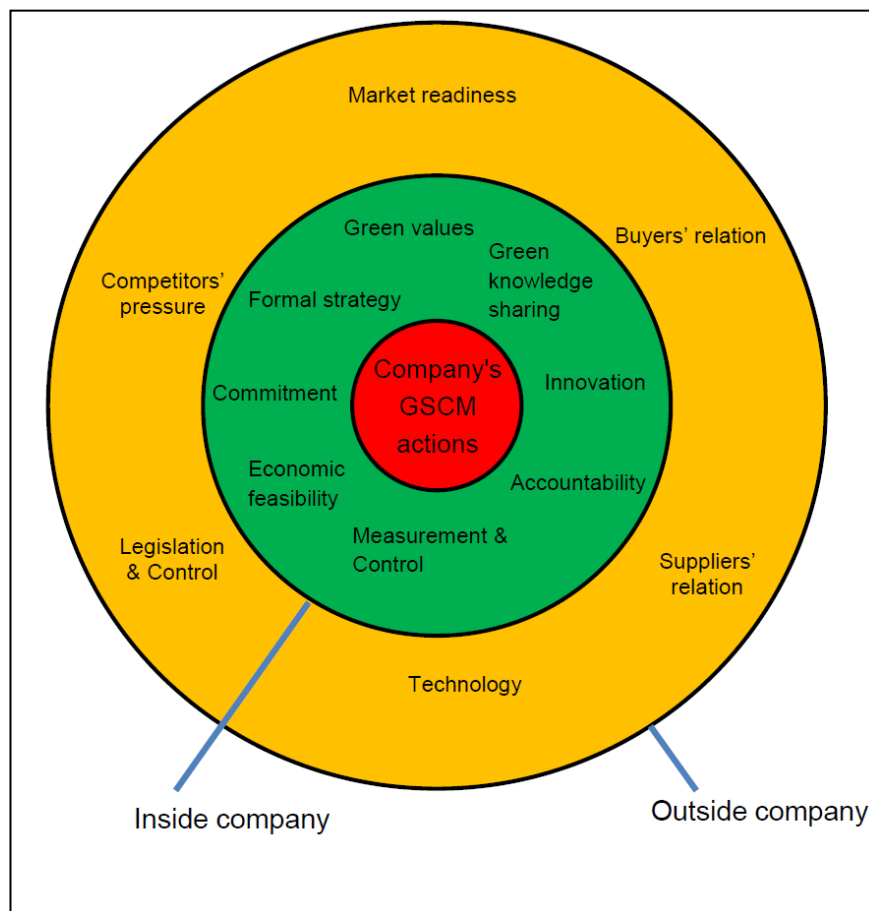 Market readiness
Buyers’ relation
Competitors’
pressure
Green values
Green
knowledge
sharing
Formal strategy
Company's
GSCM
actions
Innovation
Commitment
Economic
feasibility
Accountability
Measurement &
Control
Legislation
& Control
Suppliers’
relation
Technology
Inside company
Outside company